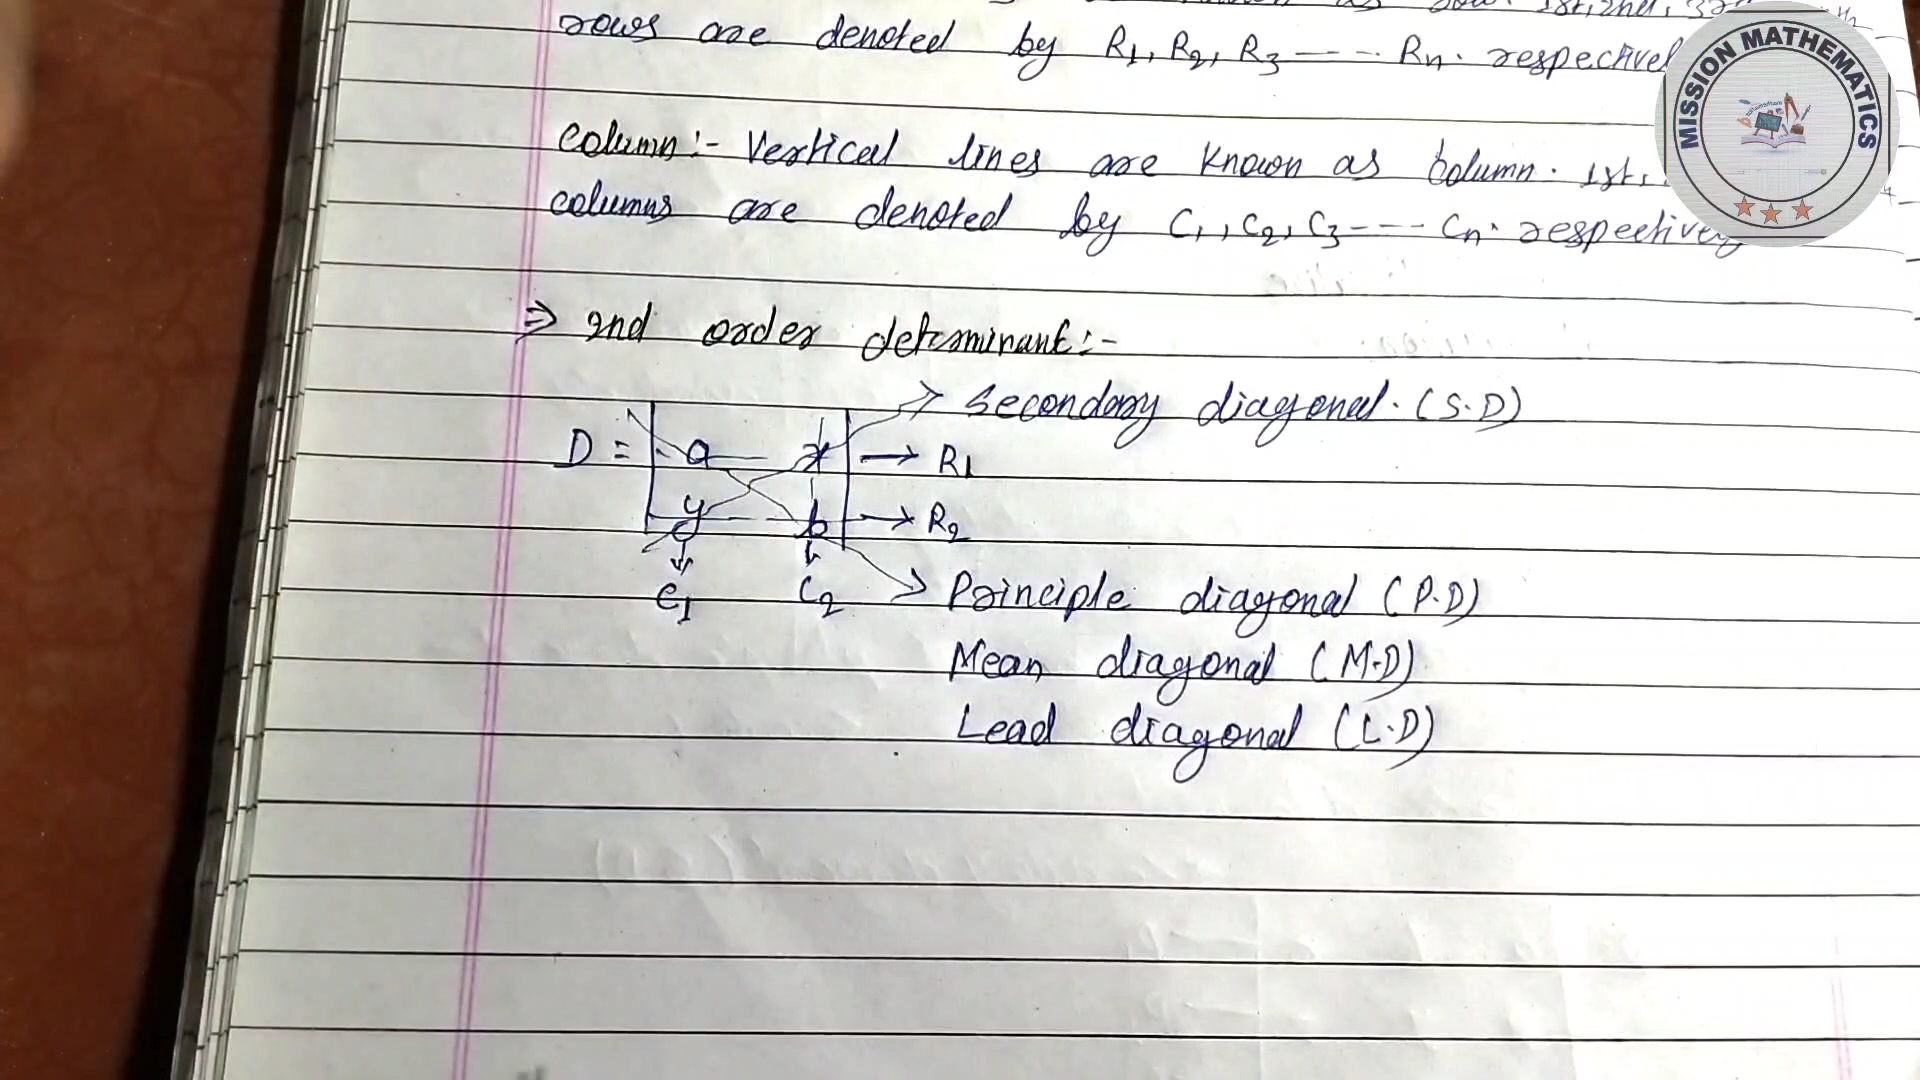 rows are denoted by R1, R2, R3 ---- Rn. respectivel
MISSION MATHEMATICS
column:- Vertical lines are known as column. 1st,
columns are denoted by C1, C2, C3 ---- Cn. respectively
⇒ 2nd order determinant:-
Secondary diagonal. (S.D)
D = | a x | → R1
| y b | → R2
C1 C2
Principle diagonal (P.D)
Mean diagonal (M.D)
Lead diagonal (L.D)